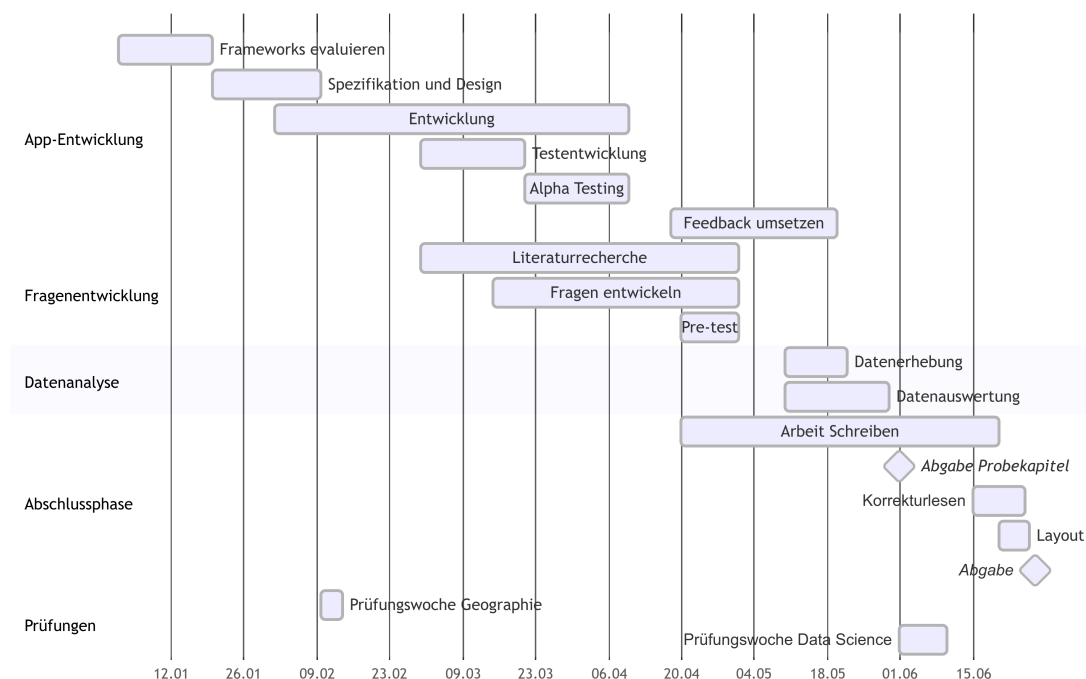 Frameworks evaluieren
Spezifikation und Design
Entwicklung
App-Entwicklung
Testentwicklung
Alpha Testing
Feedback umsetzen
Literaturrecherche
Fragen entwickeln
Fragenentwicklung
Pre-test
Datenerhebung
Datenanalyse
Datenauswertung
Arbeit Schreiben
Abgabe Probekapitel
Korrekturlesen
Abschlussphase
Layout
Abgabe
Prüfungswoche Geographie
Prüfungen
Prüfungswoche Data Science
12.01 26.01 09.02 23.02 09.03 23.03 06.04 20.04 04.05 18.05 01.06 15.06